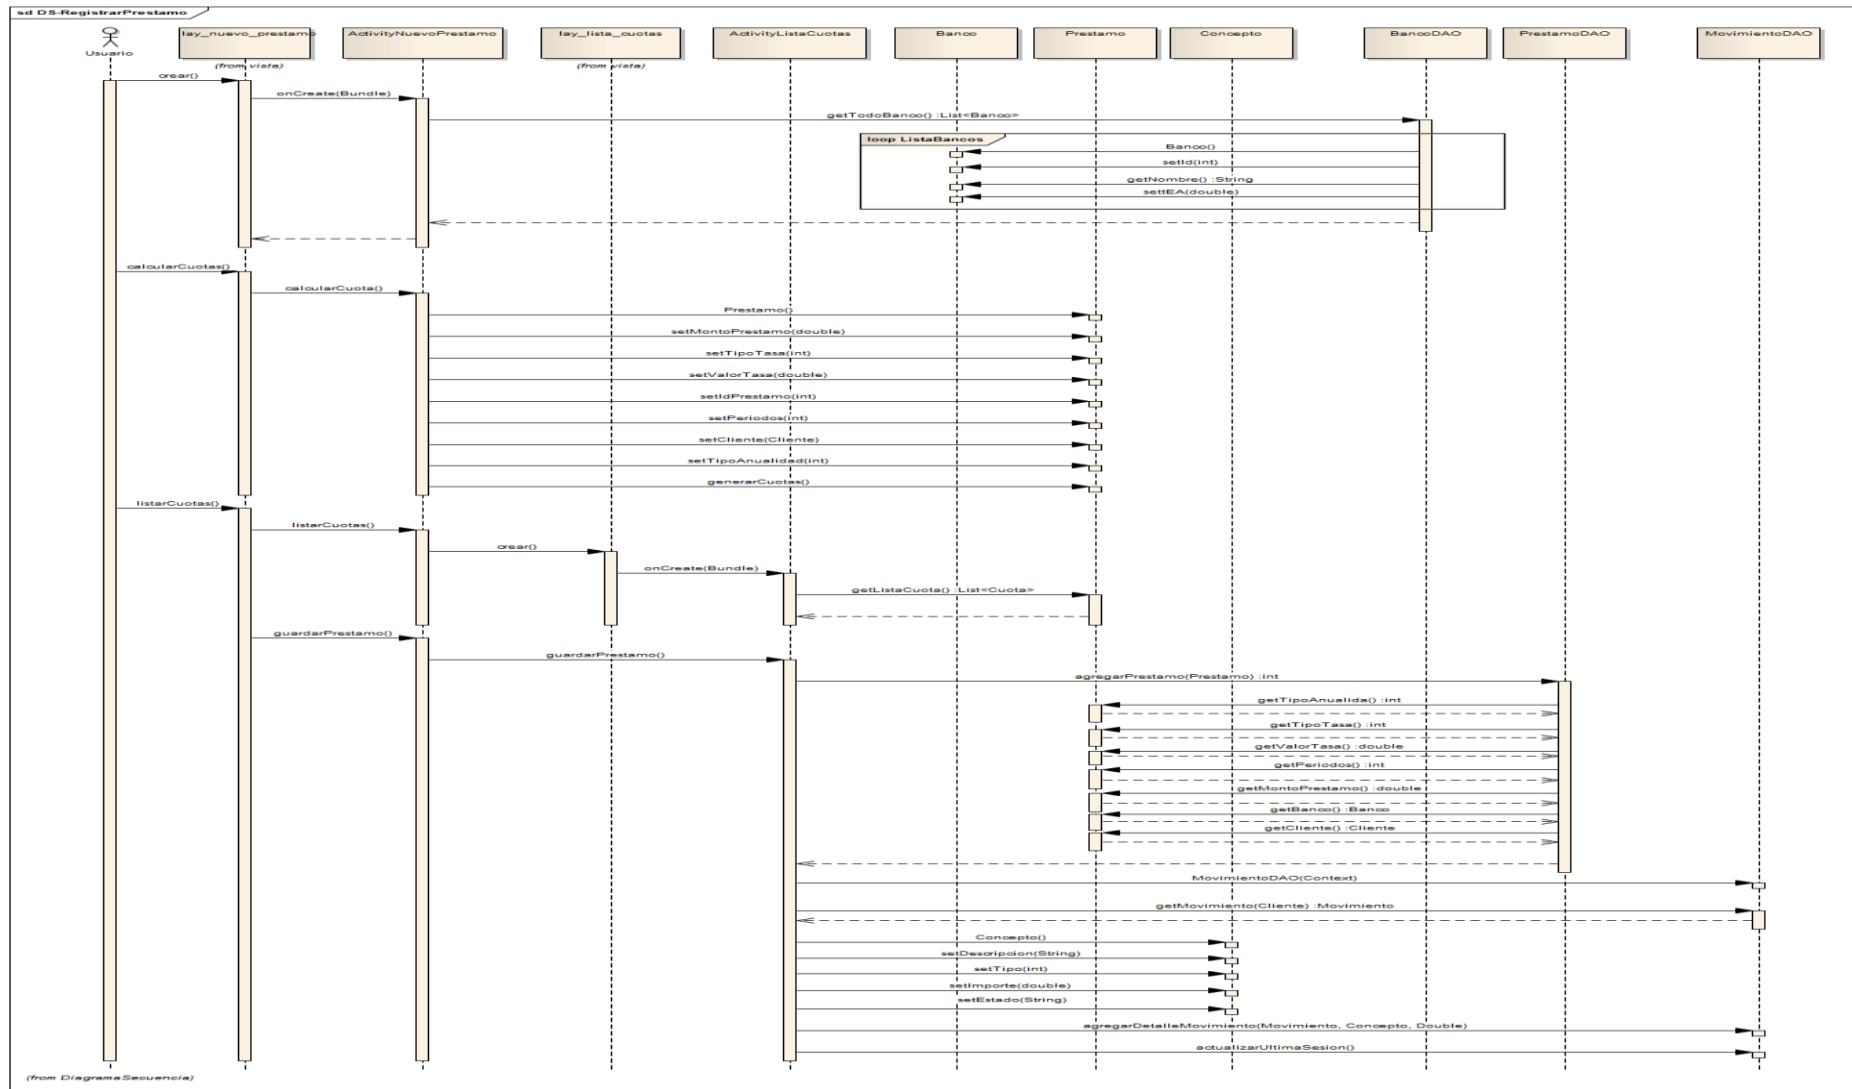 sd DS-RegistrarPrestamo
Usuario
lay_nuevo_prestamo
(from vista)
ActivityNuevoPrestamo
lay_lista_cuotas
(from vista)
ActivityListaCuotas
Banco
Prestamo
Concepto
BancoDAO
PrestamoDAO
MovimientoDAO
crear()
onCreate(Bundle)
getTodoBanco() :List<Banco>
loop ListaBancos
Banco()
setId(int)
getNombre() :String
settEA(double)
calcularCuotas()
calcularCuota()
Prestamo()
setMontoPrestamo(double)
setTipoTasa(int)
setValorTasa(double)
setIdPrestamo(int)
setPeriodos(int)
setCliente(Cliente)
setTipoAnualidad(int)
generarCuotas()
listarCuotas()
listarCuotas()
crear()
onCreate(Bundle)
getListaCuota() :List<Cuota>
guardarPrestamo()
guardarPrestamo()
agregarPrestamo(Prestamo) :int
getTipoAnualida() :int
getTipoTasa() :int
getValorTasa() :double
getPeriodos() :int
getMontoPrestamo() :double
getBanco() :Banco
getCliente() :Cliente
MovimientoDAO(Context)
getMovimiento(Cliente) :Movimiento
Concepto()
setDescripcion(String)
setTipo(int)
setImporte(double)
setEstado(String)
agregarDetalleMovimiento(Movimiento, Concepto, Double)
actualizarUltimaSesion()
(from DiagramaSecuencia)